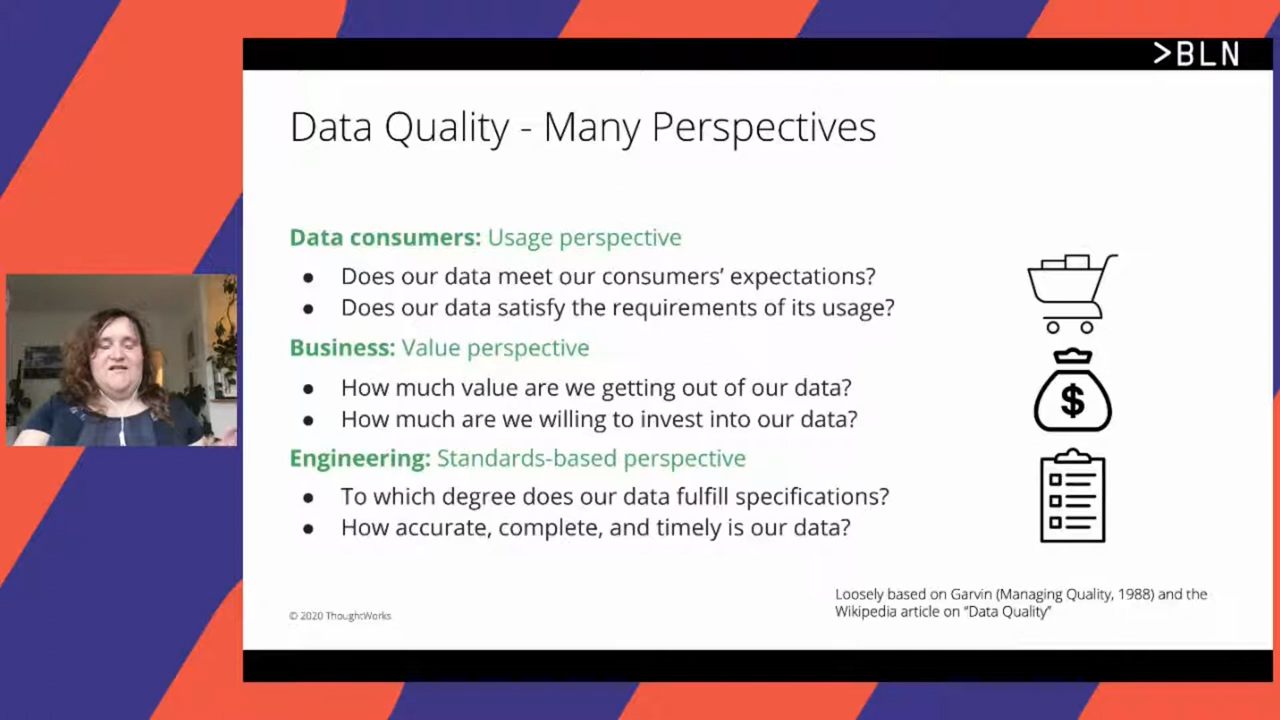 >BLN
Data Quality - Many Perspectives
Data consumers: Usage perspective
● Does our data meet our consumers’ expectations?
● Does our data satisfy the requirements of its usage?
Business: Value perspective
● How much value are we getting out of our data?
● How much are we willing to invest into our data?
$
Engineering: Standards-based perspective
● To which degree does our data fulfill specifications?
● How accurate, complete, and timely is our data?
Loosely based on Garvin (Managing Quality, 1988) and the
Wikipedia article on “Data Quality”
© 2020 ThoughtWorks